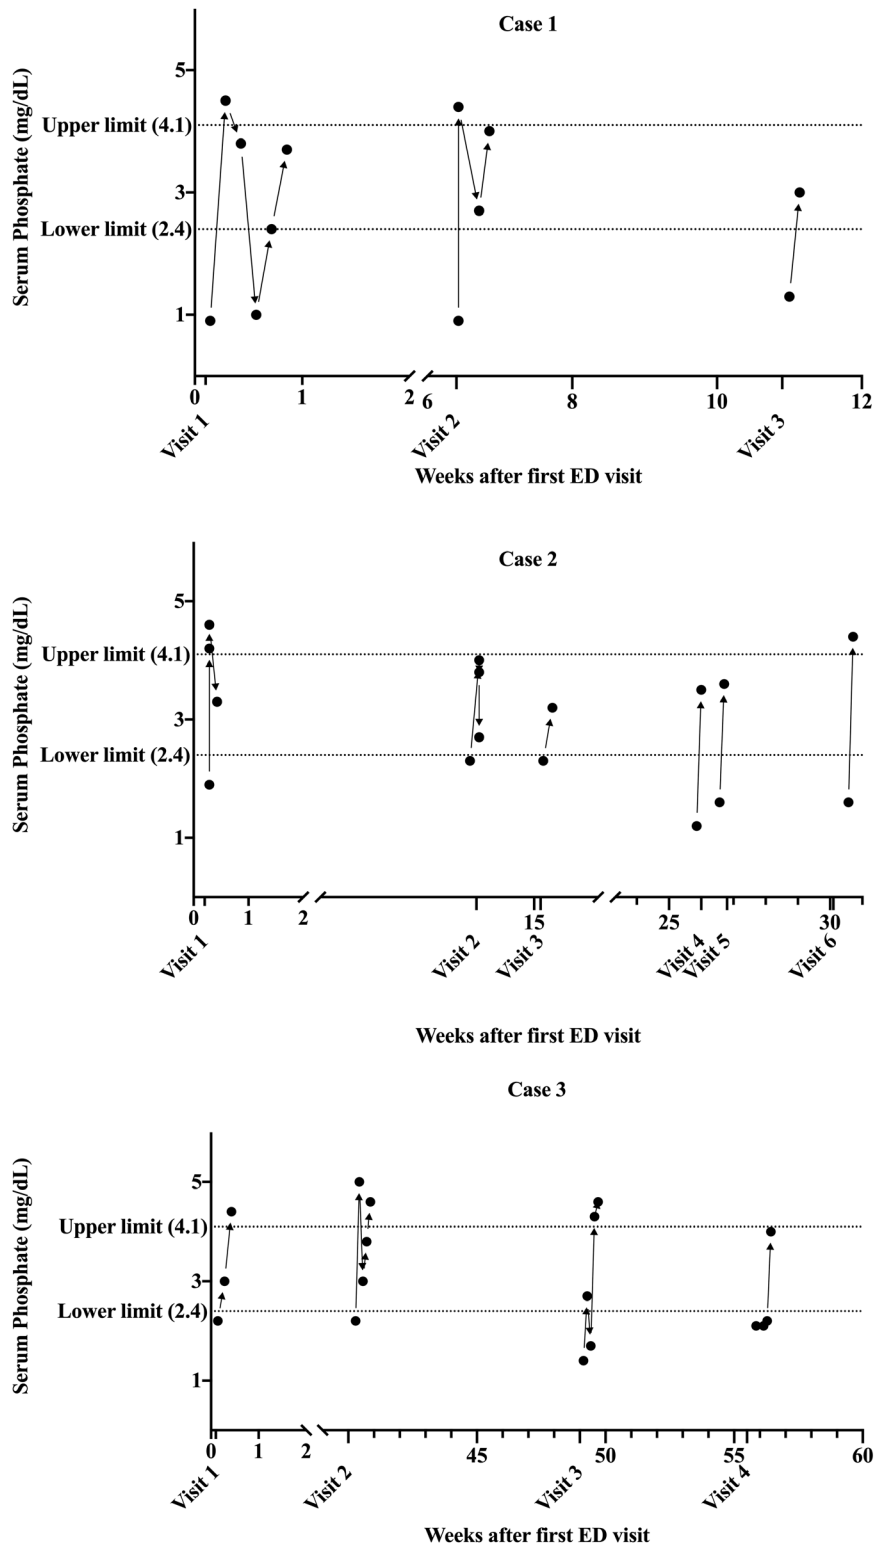 Case 1
Serum Phosphate (mg/dL)
5
Upper limit (4.1)
3
Lower limit (2.4)
1
0 1 2 6 8 10 12
Visit 1 Visit 2 Visit 3
Weeks after first ED visit
Case 2
Serum Phosphate (mg/dL)
5
Upper limit (4.1)
3
Lower limit (2.4)
1
0 1 2 15 25 30
Visit 1 Visit 2 Visit 3 Visit 4 Visit 5 Visit 6
Weeks after first ED visit
Case 3
Serum Phosphate (mg/dL)
5
Upper limit (4.1)
3
Lower limit (2.4)
1
0 1 2 45 50 55 60
Visit 1 Visit 2 Visit 3 Visit 4
Weeks after first ED visit